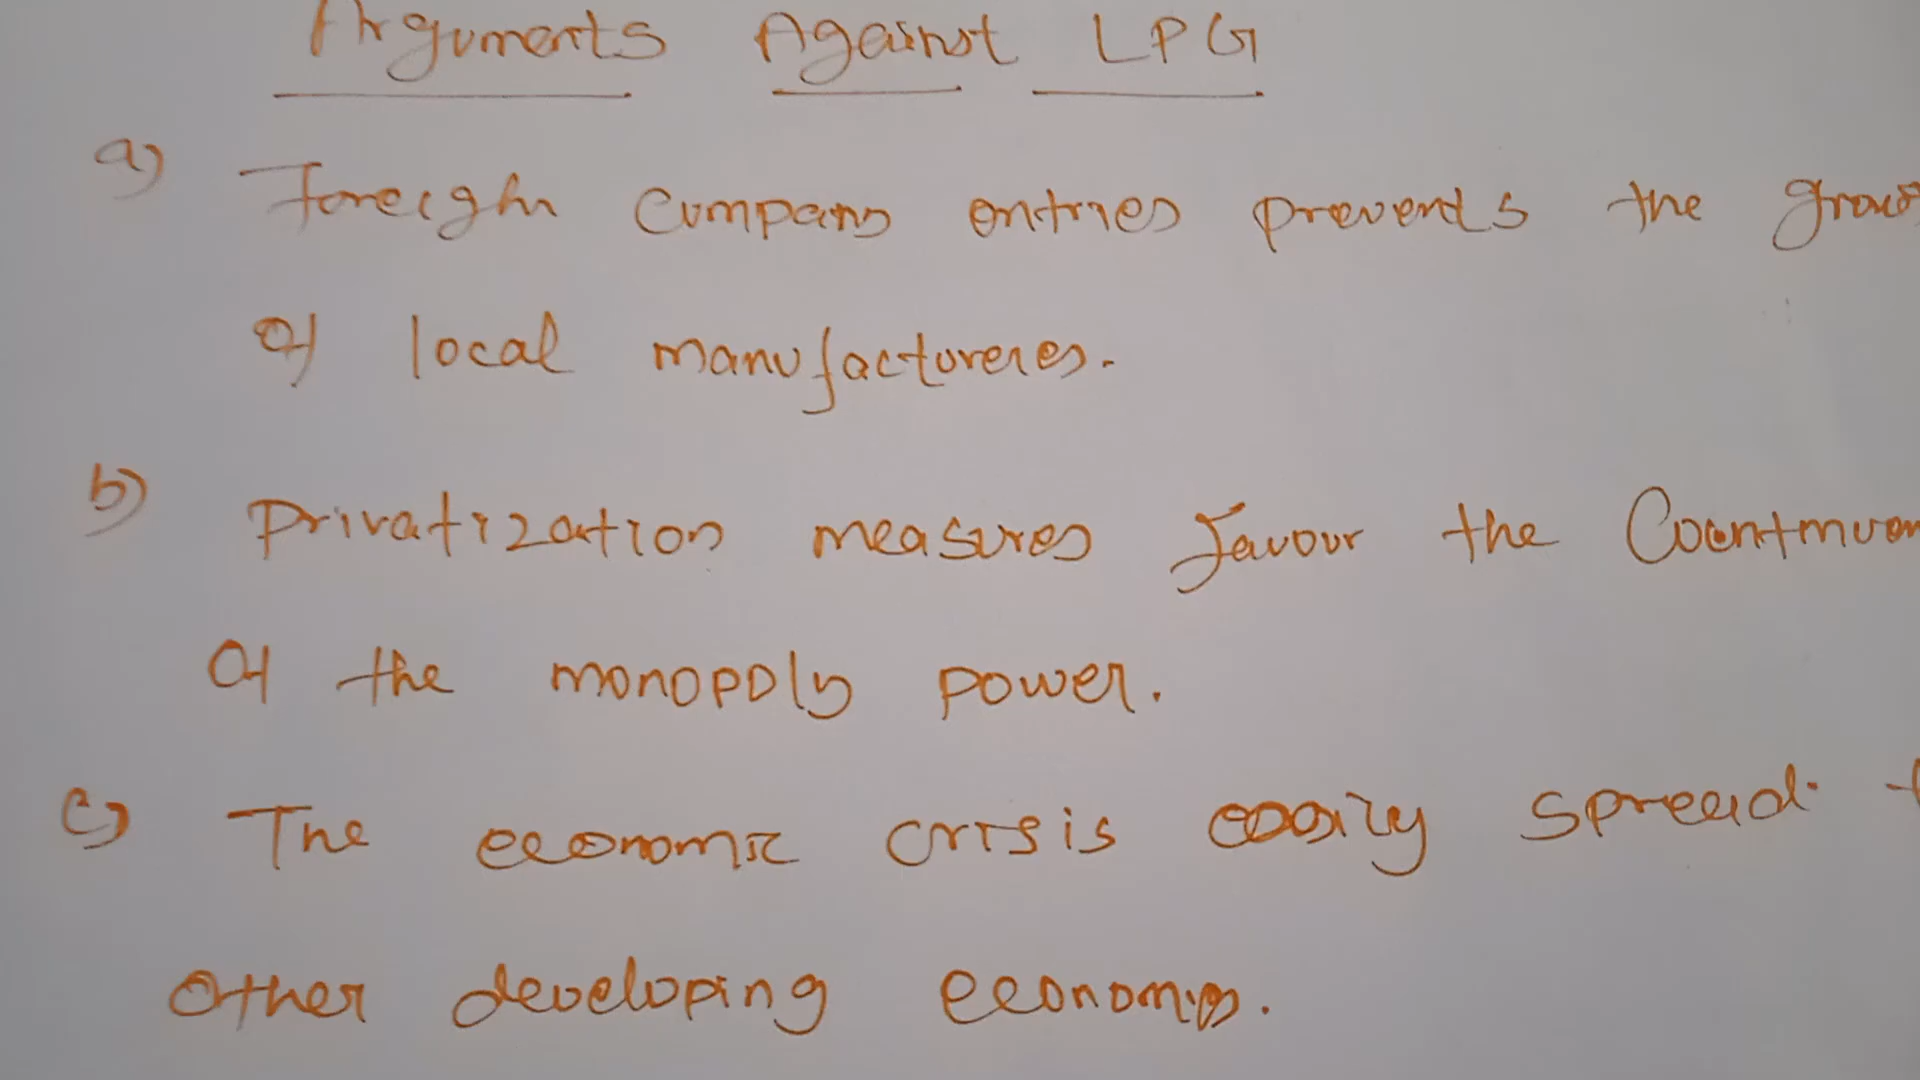 Arguments Against LPG
a) Foreign Company entries prevents the grow
of local manufactureres.
b) Privatization measures favour the
Of the monopoly power.
c) The economic crisis easily spread t
other developing economies.